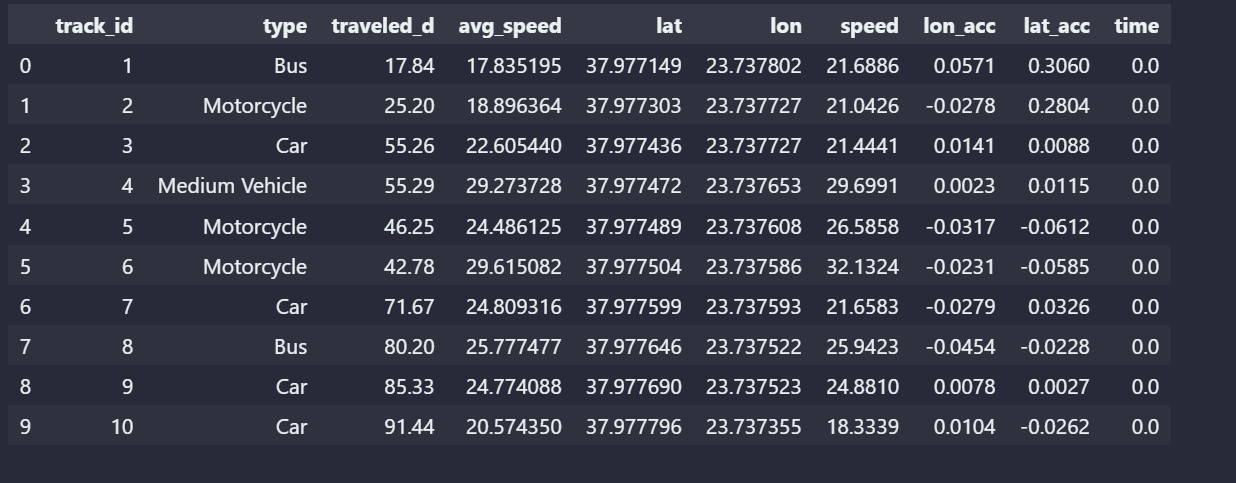 track_id type traveled_d avg_speed lat lon speed lon_acc lat_acc time
0 1 Bus 17.84 17.835195 37.977149 23.737802 21.6886 0.0571 0.3060 0.0
1 2 Motorcycle 25.20 18.896364 37.977303 23.737727 21.0426 -0.0278 0.2804 0.0
2 3 Car 55.26 22.605440 37.977436 23.737727 21.4441 0.0141 0.0088 0.0
3 4 Medium Vehicle 55.29 29.273728 37.977472 23.737653 29.6991 0.0023 0.0115 0.0
4 5 Motorcycle 46.25 24.486125 37.977489 23.737608 26.5858 -0.0317 -0.0612 0.0
5 6 Motorcycle 42.78 29.615082 37.977504 23.737586 32.1324 -0.0231 -0.0585 0.0
6 7 Car 71.67 24.809316 37.977599 23.737593 21.6583 -0.0279 0.0326 0.0
7 8 Bus 80.20 25.777477 37.977646 23.737522 25.9423 -0.0454 -0.0228 0.0
8 9 Car 85.33 24.774088 37.977690 23.737523 24.8810 0.0078 0.0027 0.0
9 10 Car 91.44 20.574350 37.977796 23.737355 18.3339 0.0104 -0.0262 0.0